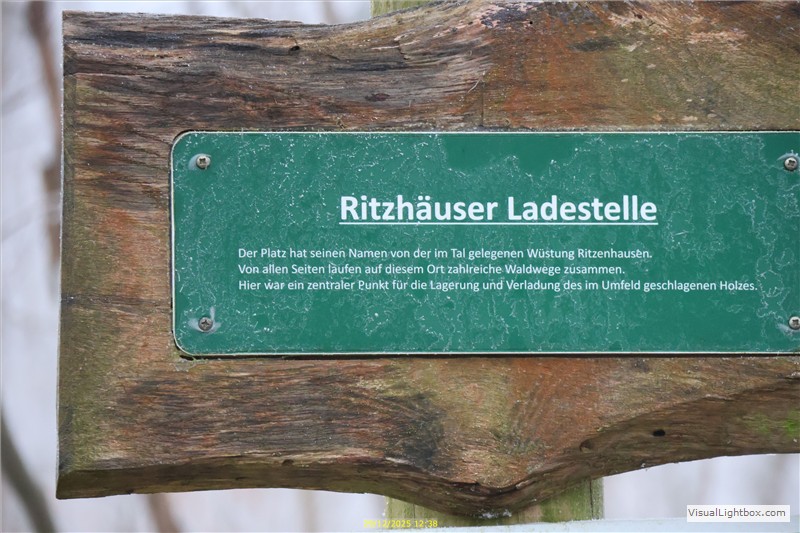 Ritzhäuser Ladestelle
Der Platz hat seinen Namen von der im Tal gelegenen Wüstung Ritzenhausen.
Von allen Seiten laufen auf diesem Ort zahlreiche Waldwege zusammen.
Hier war ein zentraler Punkt für die Lagerung und Verladung des im Umfeld geschlagenen Holzes.
VisualLightbox.com